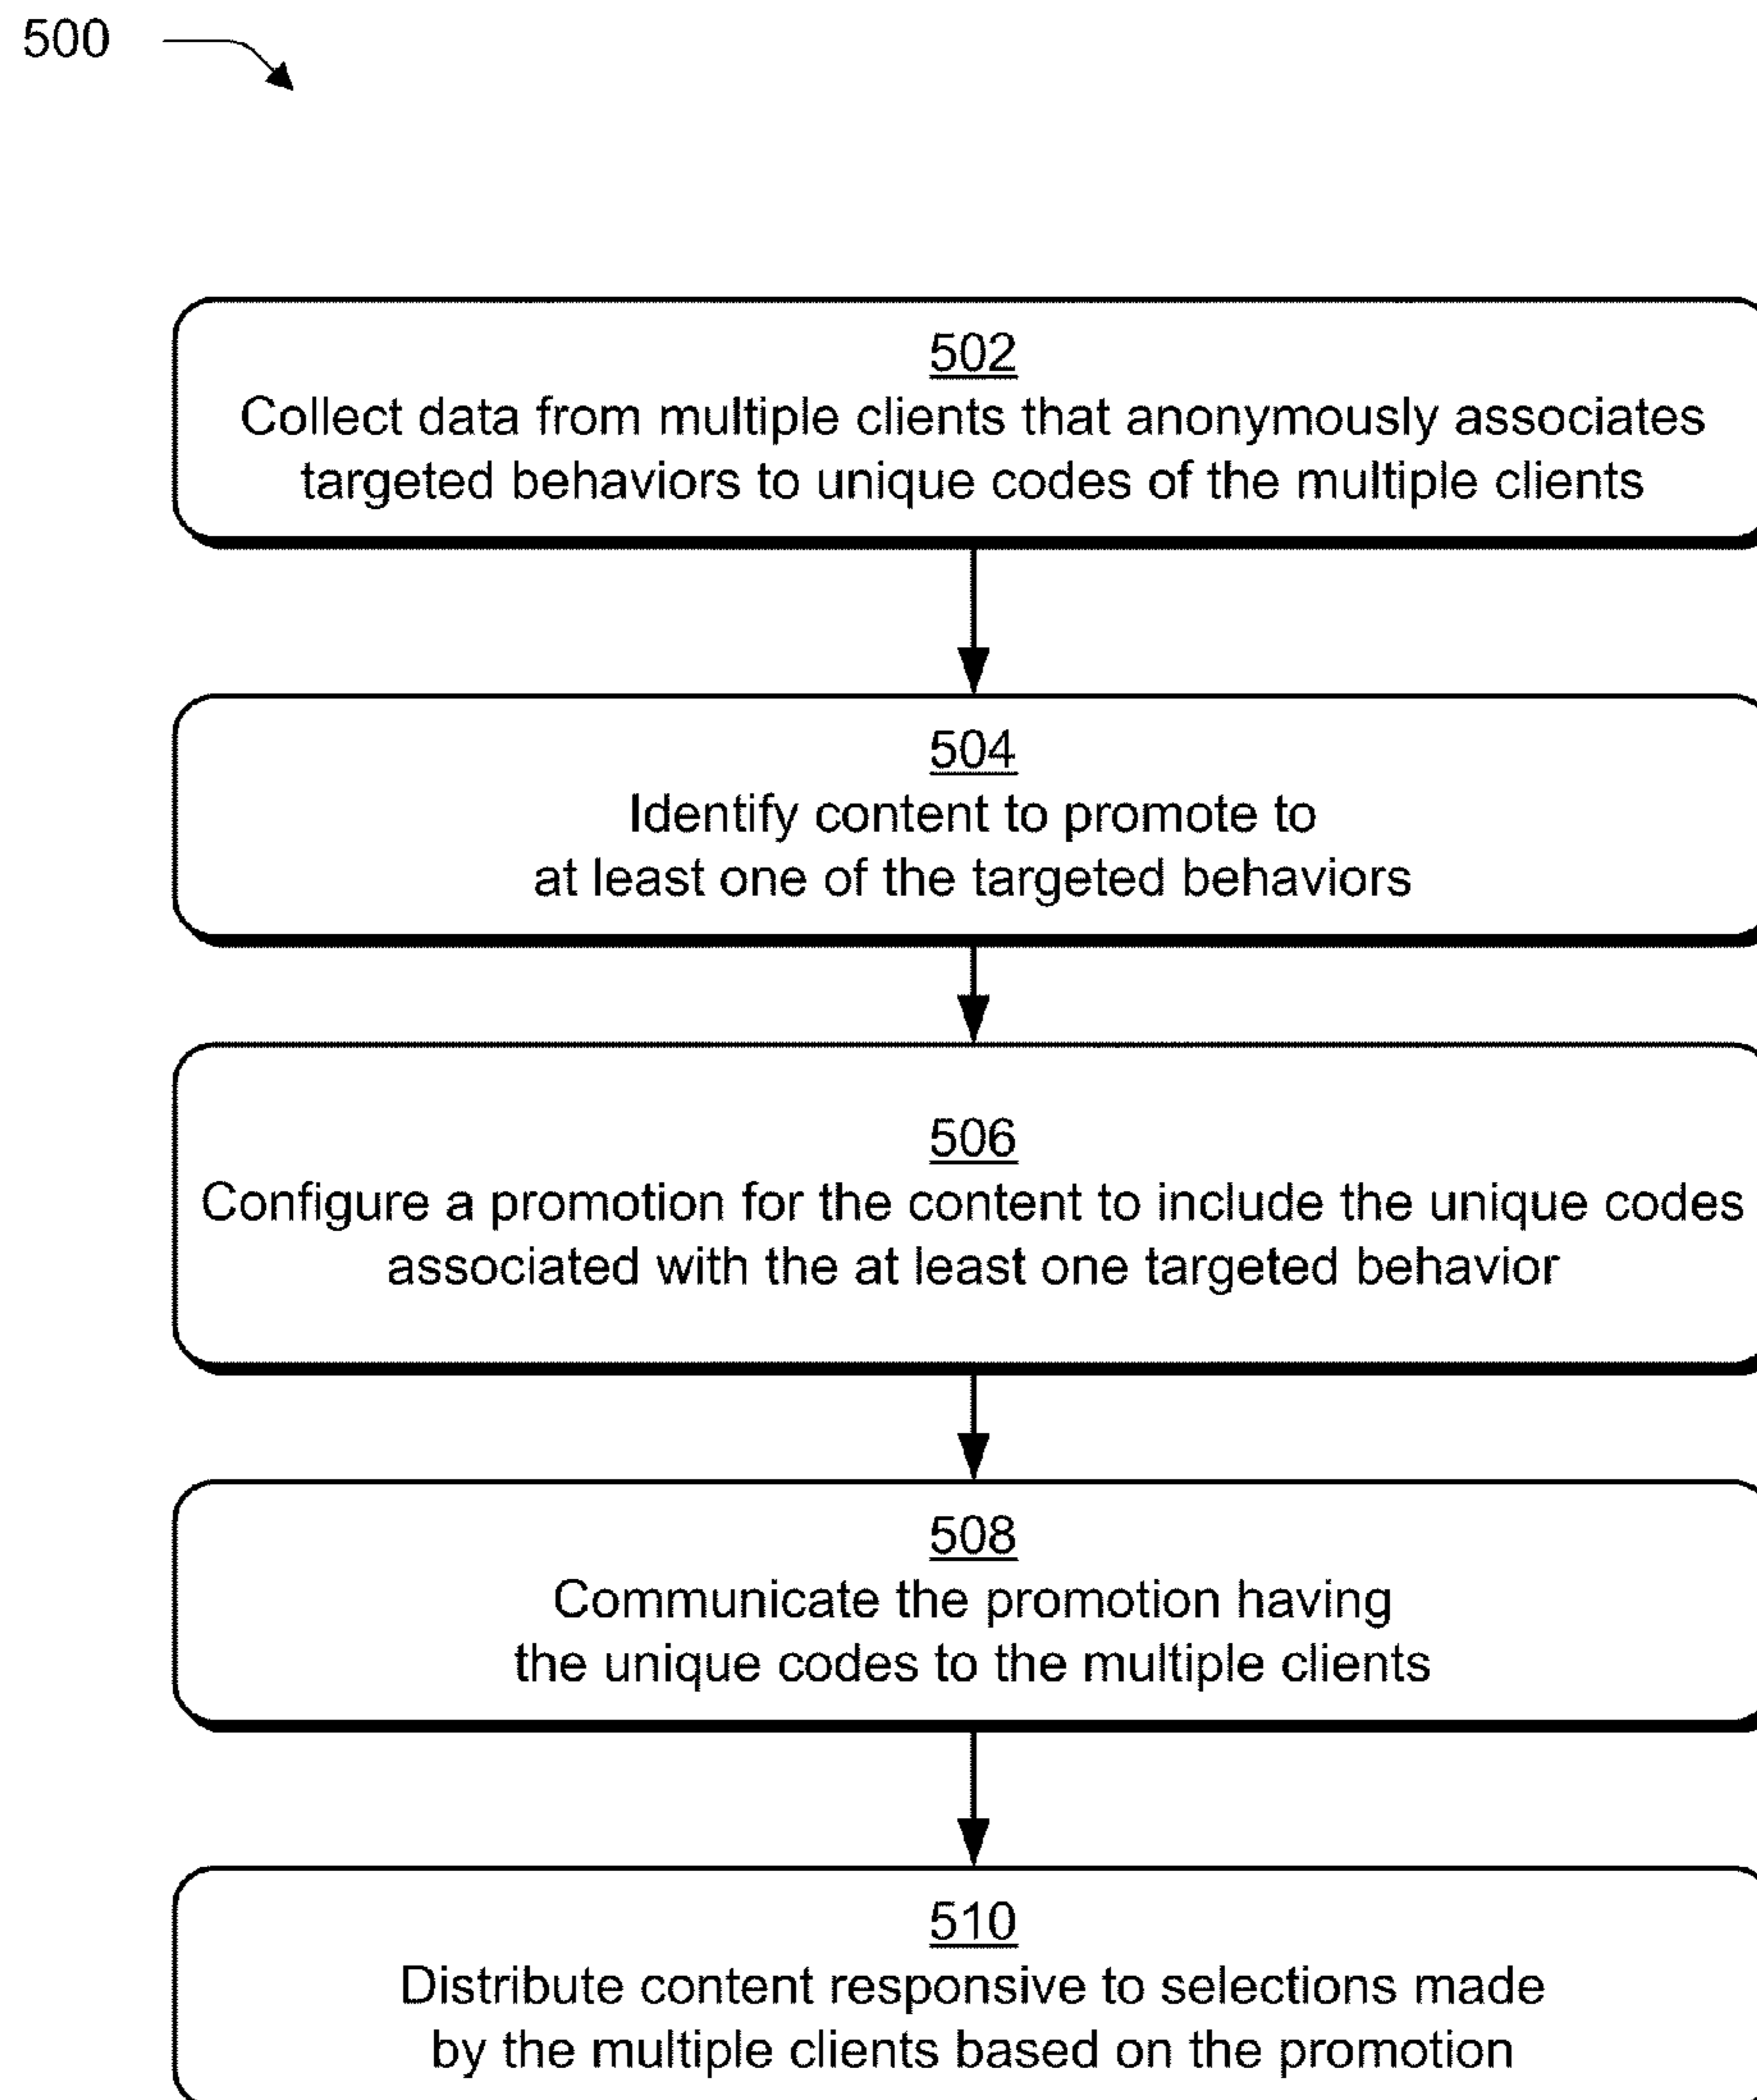 500
502
Collect data from multiple clients that anonymously associates
targeted behaviors to unique codes of the multiple clients
504
Identify content to promote to
at least one of the targeted behaviors
506
Configure a promotion for the content to include the unique codes
associated with the at least one targeted behavior
508
Communicate the promotion having
the unique codes to the multiple clients
510
Distribute content responsive to selections made
by the multiple clients based on the promotion